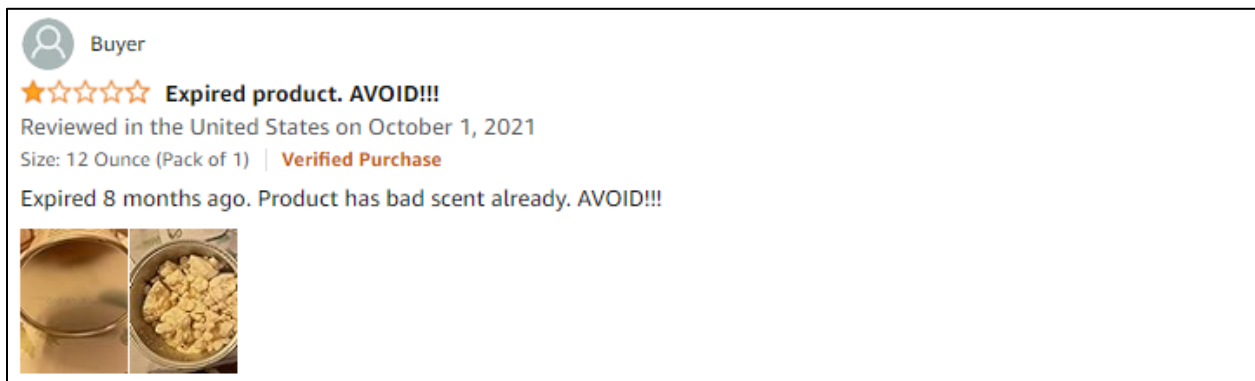 Buyer
Expired product. AVOID!!!
Reviewed in the United States on October 1, 2021
Size: 12 Ounce (Pack of 1) | Verified Purchase
Expired 8 months ago. Product has bad scent already. AVOID!!!